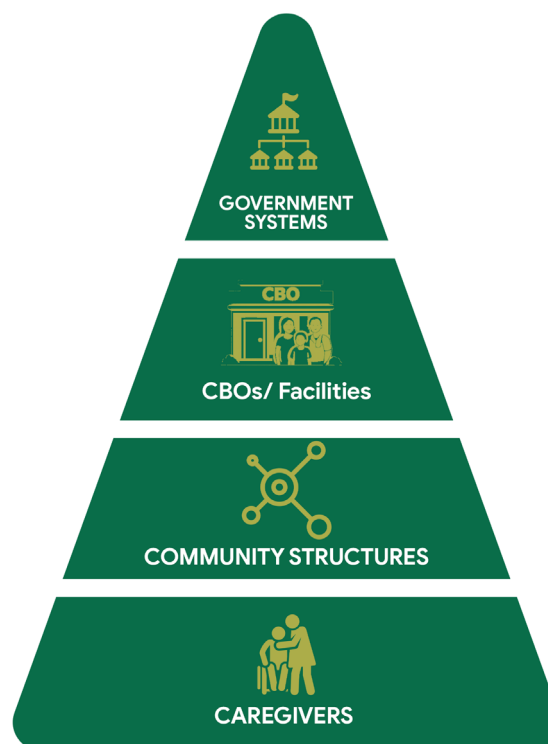 GOVERNMENT
SYSTEMS
CBO
CBOs/ Facilities
COMMUNITY STRUCTURES
CAREGIVERS